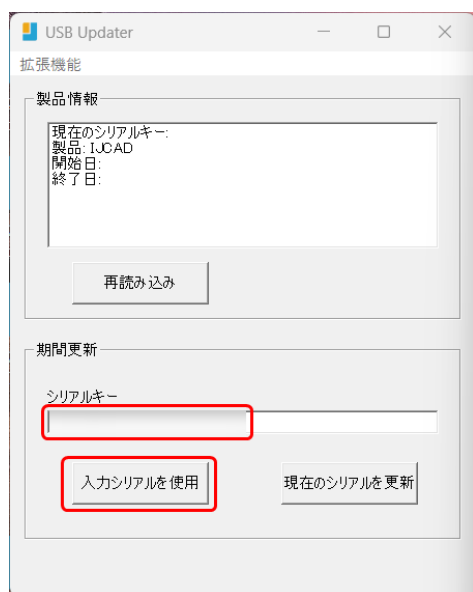 USB Updater
拡張機能
製品情報
現在のシリアルキー:
製品: IJCAD
開始日:
終了日:
再読み込み
期間更新
シリアルキー
入力シリアルを使用
現在のシリアルを更新